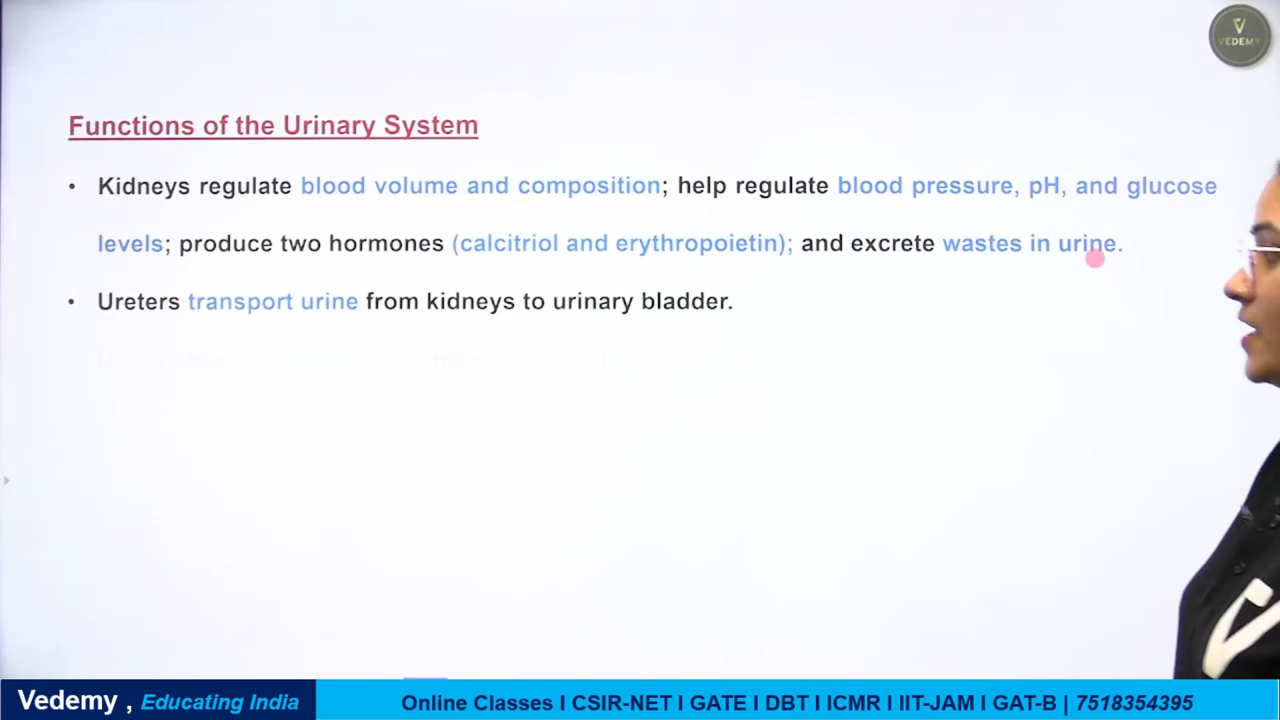 VEDEMY
Functions of the Urinary System
• Kidneys regulate blood volume and composition; help regulate blood pressure, pH, and glucose
levels; produce two hormones (calcitriol and erythropoietin); and excrete wastes in urine.
• Ureters transport urine from kidneys to urinary bladder.
Vedemy , Educating India
Online Classes I CSIR-NET I GATE I DBT I ICMR I IIT-JAM I GAT-B | 7518354395